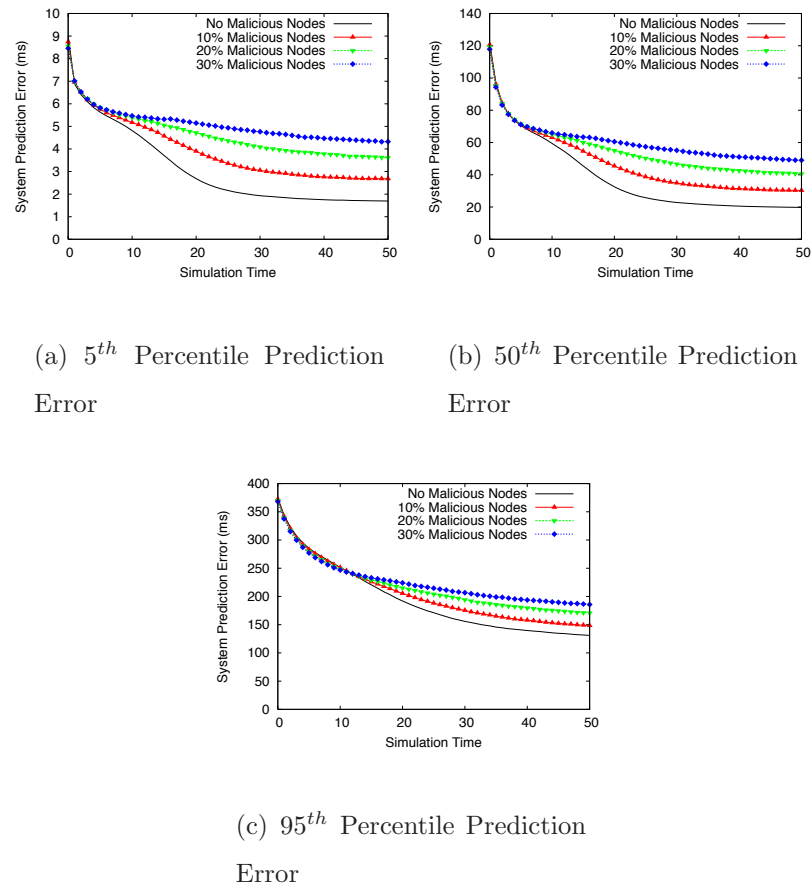 No Malicious Nodes
10% Malicious Nodes
20% Malicious Nodes
30% Malicious Nodes
System Prediction Error (ms)
10
9
8
7
6
5
4
3
2
1
0
0 10 20 30 40 50
Simulation Time
No Malicious Nodes
10% Malicious Nodes
20% Malicious Nodes
30% Malicious Nodes
System Prediction Error (ms)
140
120
100
80
60
40
20
0
0 10 20 30 40 50
Simulation Time
(a) 5th Percentile Prediction
Error
(b) 50th Percentile Prediction
Error
No Malicious Nodes
10% Malicious Nodes
20% Malicious Nodes
30% Malicious Nodes
System Prediction Error (ms)
400
350
300
250
200
150
100
50
0
0 10 20 30 40 50
Simulation Time
(c) 95th Percentile Prediction
Error